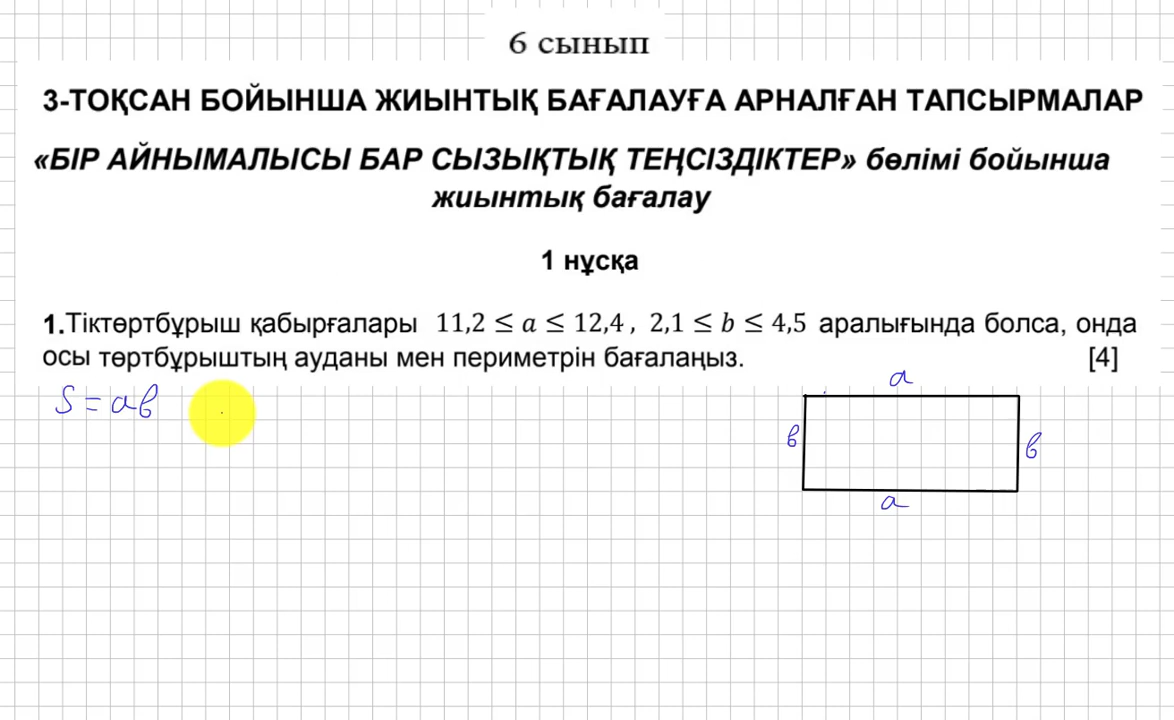 6 сынып
3-ТОҚСАН БОЙЫНША ЖИЫНТЫҚ БАҒАЛАУҒА АРНАЛҒАН ТАПСЫРМАЛАР
«БІР АЙНЫМАЛЫСЫ БАР СЫЗЫҚТЫҚ ТЕҢСІЗДІКТЕР» бөлімі бойынша
жиынтық бағалау
1 нұсқа
1.Тіктөртбұрыш қабырғалары 11,2 ≤ a ≤ 12,4 , 2,1 ≤ b ≤ 4,5 аралығында болса, онда
осы төртбұрыштың ауданы мен периметрін бағалаңыз. [4]
a
S = ab
b
b
a